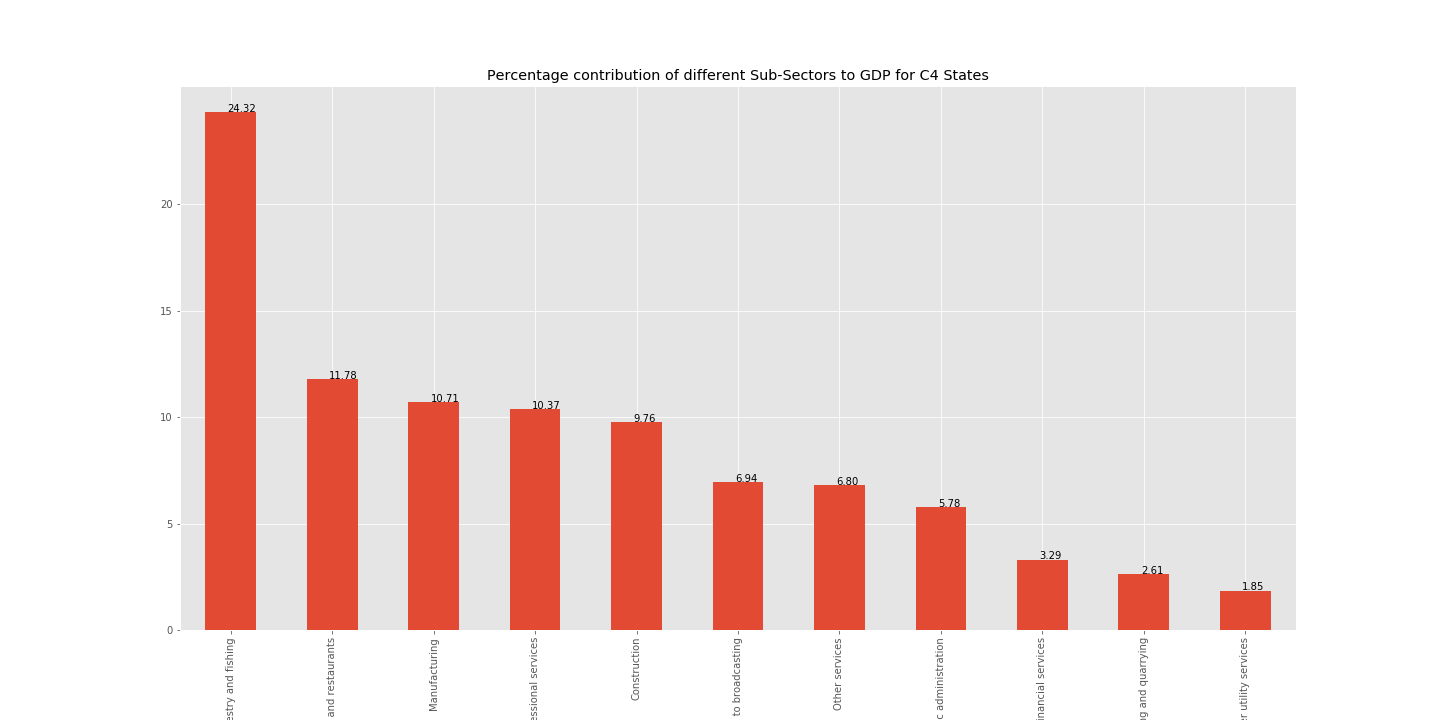 Percentage contribution of different Sub-Sectors to GDP for C4 States
24.32
11.78
10.71
10.37
9.76
6.94
6.80
5.78
3.29
2.61
1.85
20
15
10
5
0
estry and fishing
and restaurants
Manufacturing
essional services
Construction
to broadcasting
Other services
c administration
inancial services
ng and quarrying
er utility services